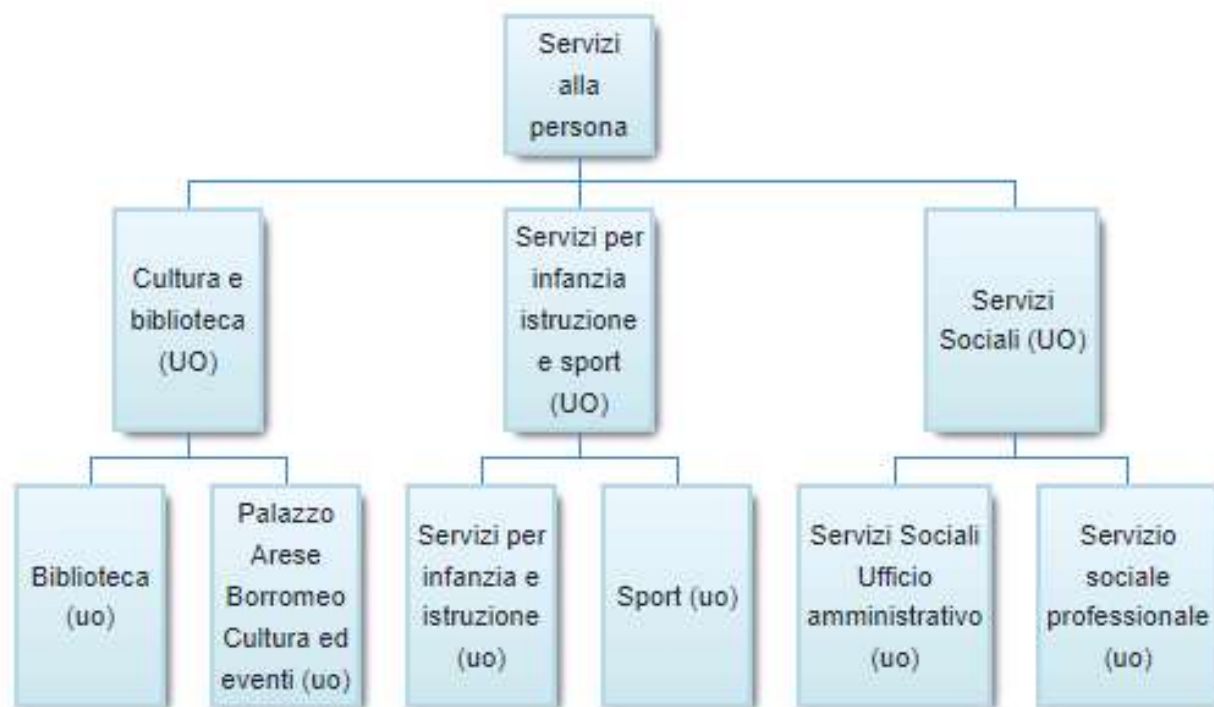 Servizi
alla
persona
Cultura e
biblioteca
(UO)
Servizi per
infanzia
istruzione
e sport
(UO)
Servizi
Sociali (UO)
Biblioteca
(uo)
Palazzo
Arese
Borromeo
Cultura ed
eventi (uo)
Servizi per
infanzia e
istruzione
(uo)
Sport (uo)
Servizi Sociali
Ufficio
amministrativo
(uo)
Servizio
sociale
professionale
(uo)